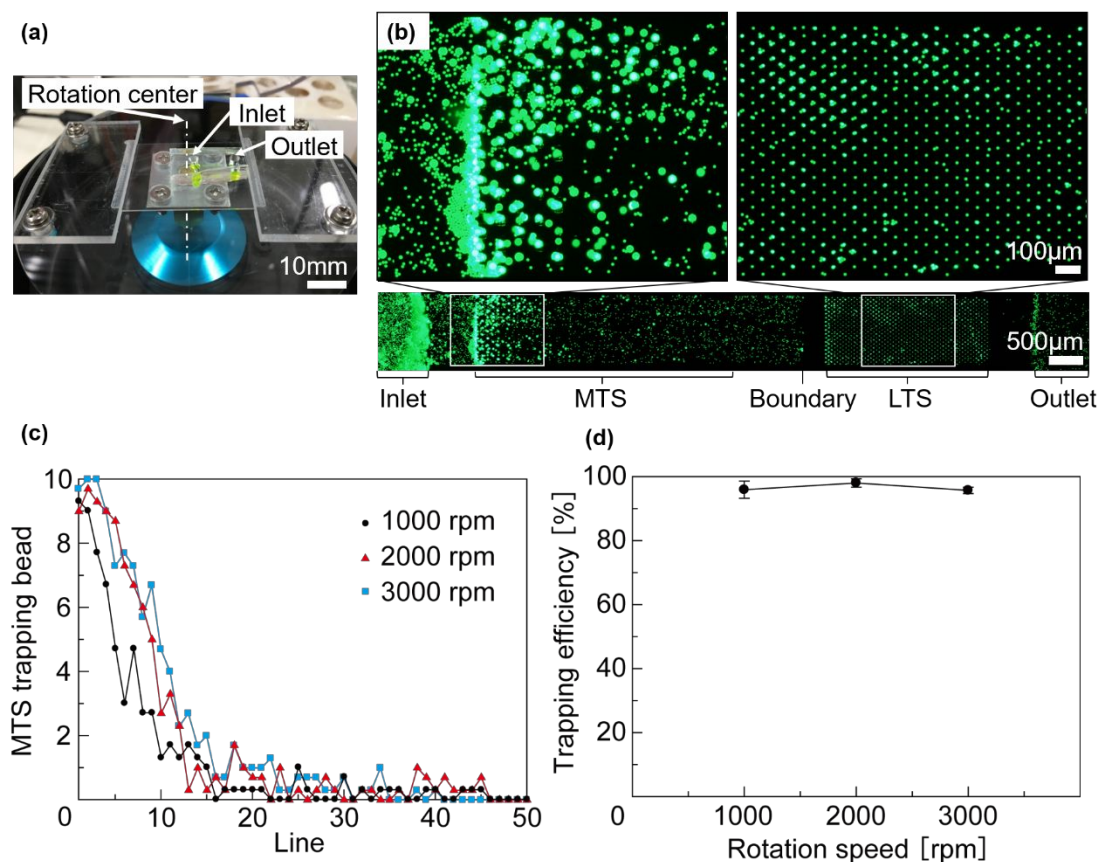 (a)
Rotation center
Inlet
Outlet
10mm
(b)
100μm
500μm
Inlet
MTS
Boundary
LTS
Outlet
(c)
MTS trapping bead
10
8
6
4
2
0
0 10 20 30 40 50
Line
1000 rpm
2000 rpm
3000 rpm
(d)
Trapping efficiency [%]
100
80
60
40
20
0
0 1000 2000 3000
Rotation speed [rpm]